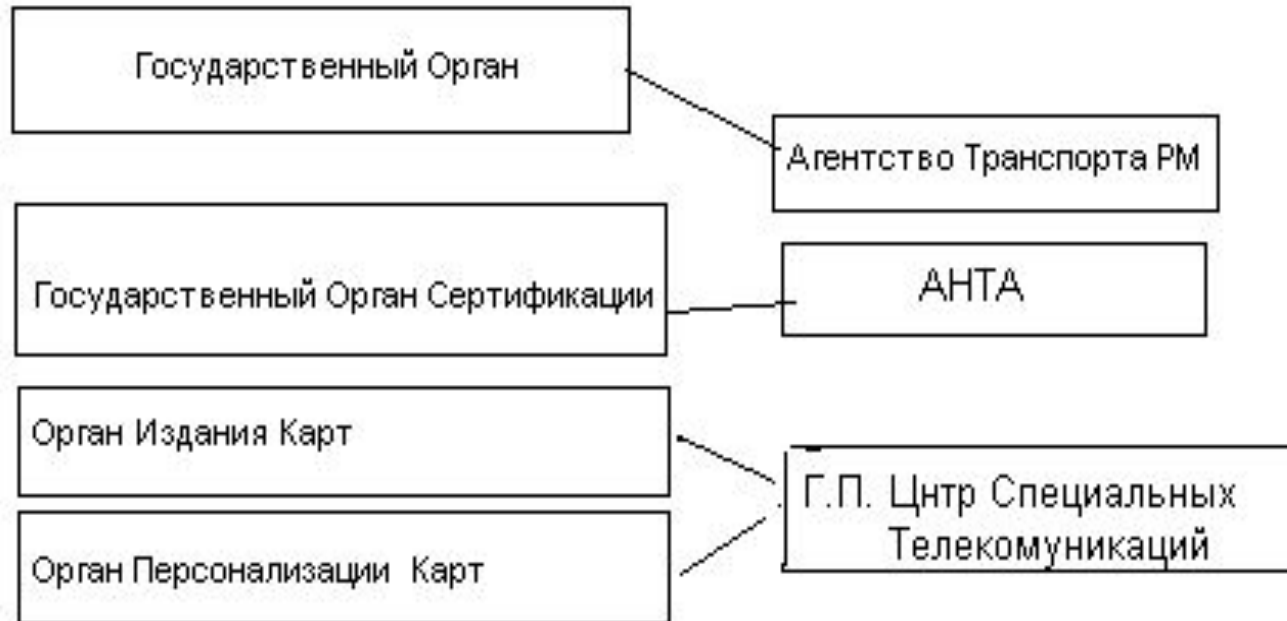 Государственный Орган
Агентство Транспорта РМ
Государственный Орган Сертификации
АНТА
Орган Издания Карт
Г.П. Цнтр Специальных
Телекомуникаций
Орган Персонализации Карт